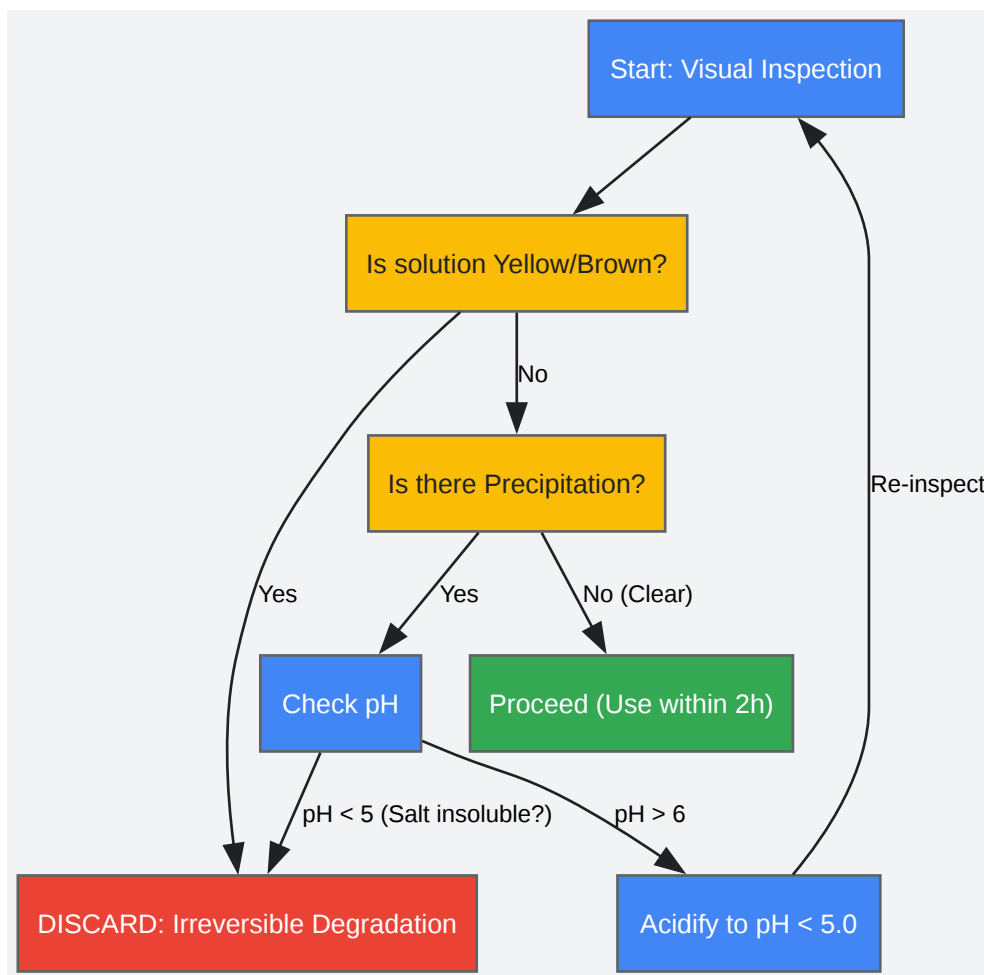 Start: Visual Inspection
Is solution Yellow/Brown?
No
Is there Precipitation?
Re-inspect
Yes
Yes
No (Clear)
Check pH
Proceed (Use within 2h)
pH < 5 (Salt insoluble?)
pH > 6
DISCARD: Irreversible Degradation
Acidify to pH < 5.0